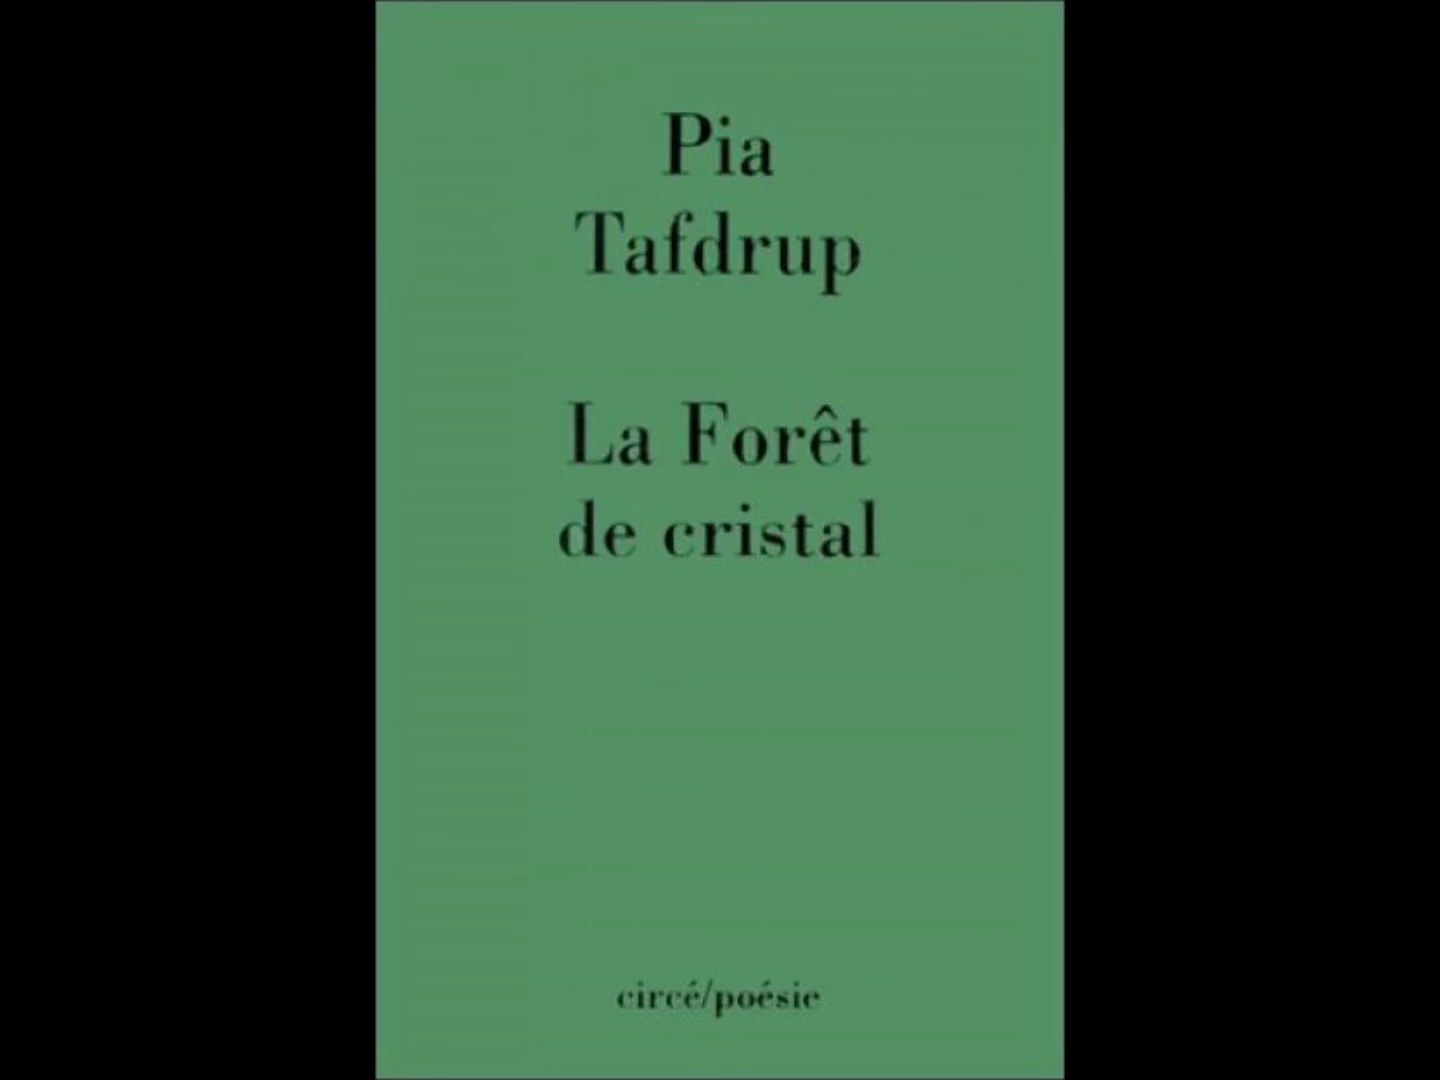 Pia
Tafdrup
La Forêt
de cristal
circé/poésie